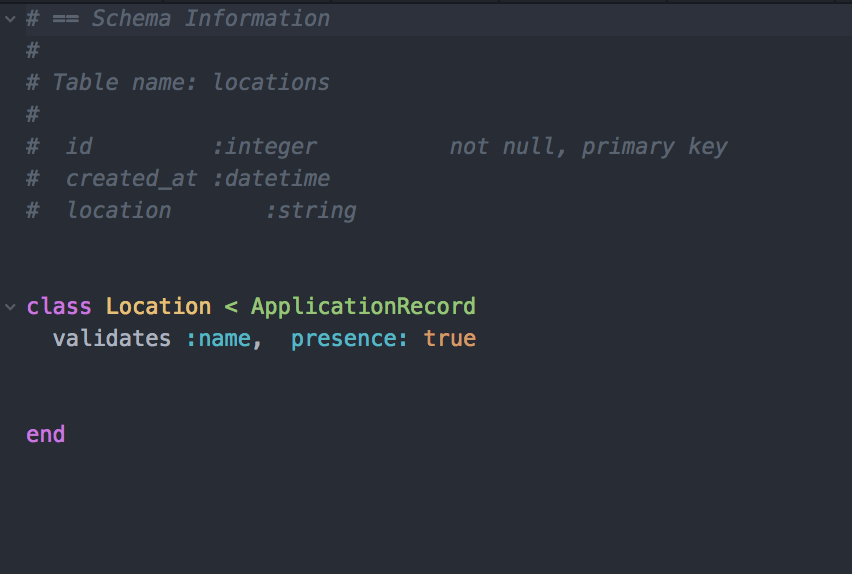 # == Schema Information
#
# Table name: locations
#
#  id         :integer          not null, primary key
#  created_at :datetime
#  location       :string
class Location < ApplicationRecord
  validates :name,  presence: true
end